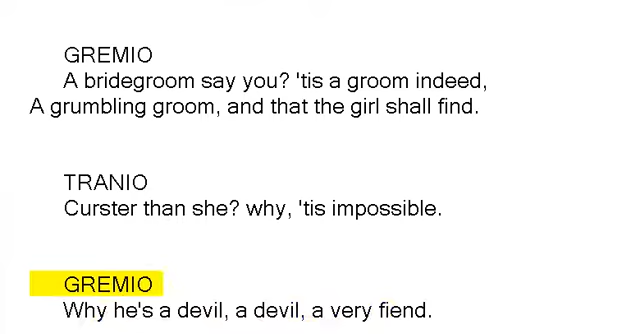 GREMIO
A bridegroom say you? 'tis a groom indeed,
A grumbling groom, and that the girl shall find.
TRANIO
Curster than she? why, 'tis impossible.
GREMIO
Why he's a devil, a devil, a very fiend.